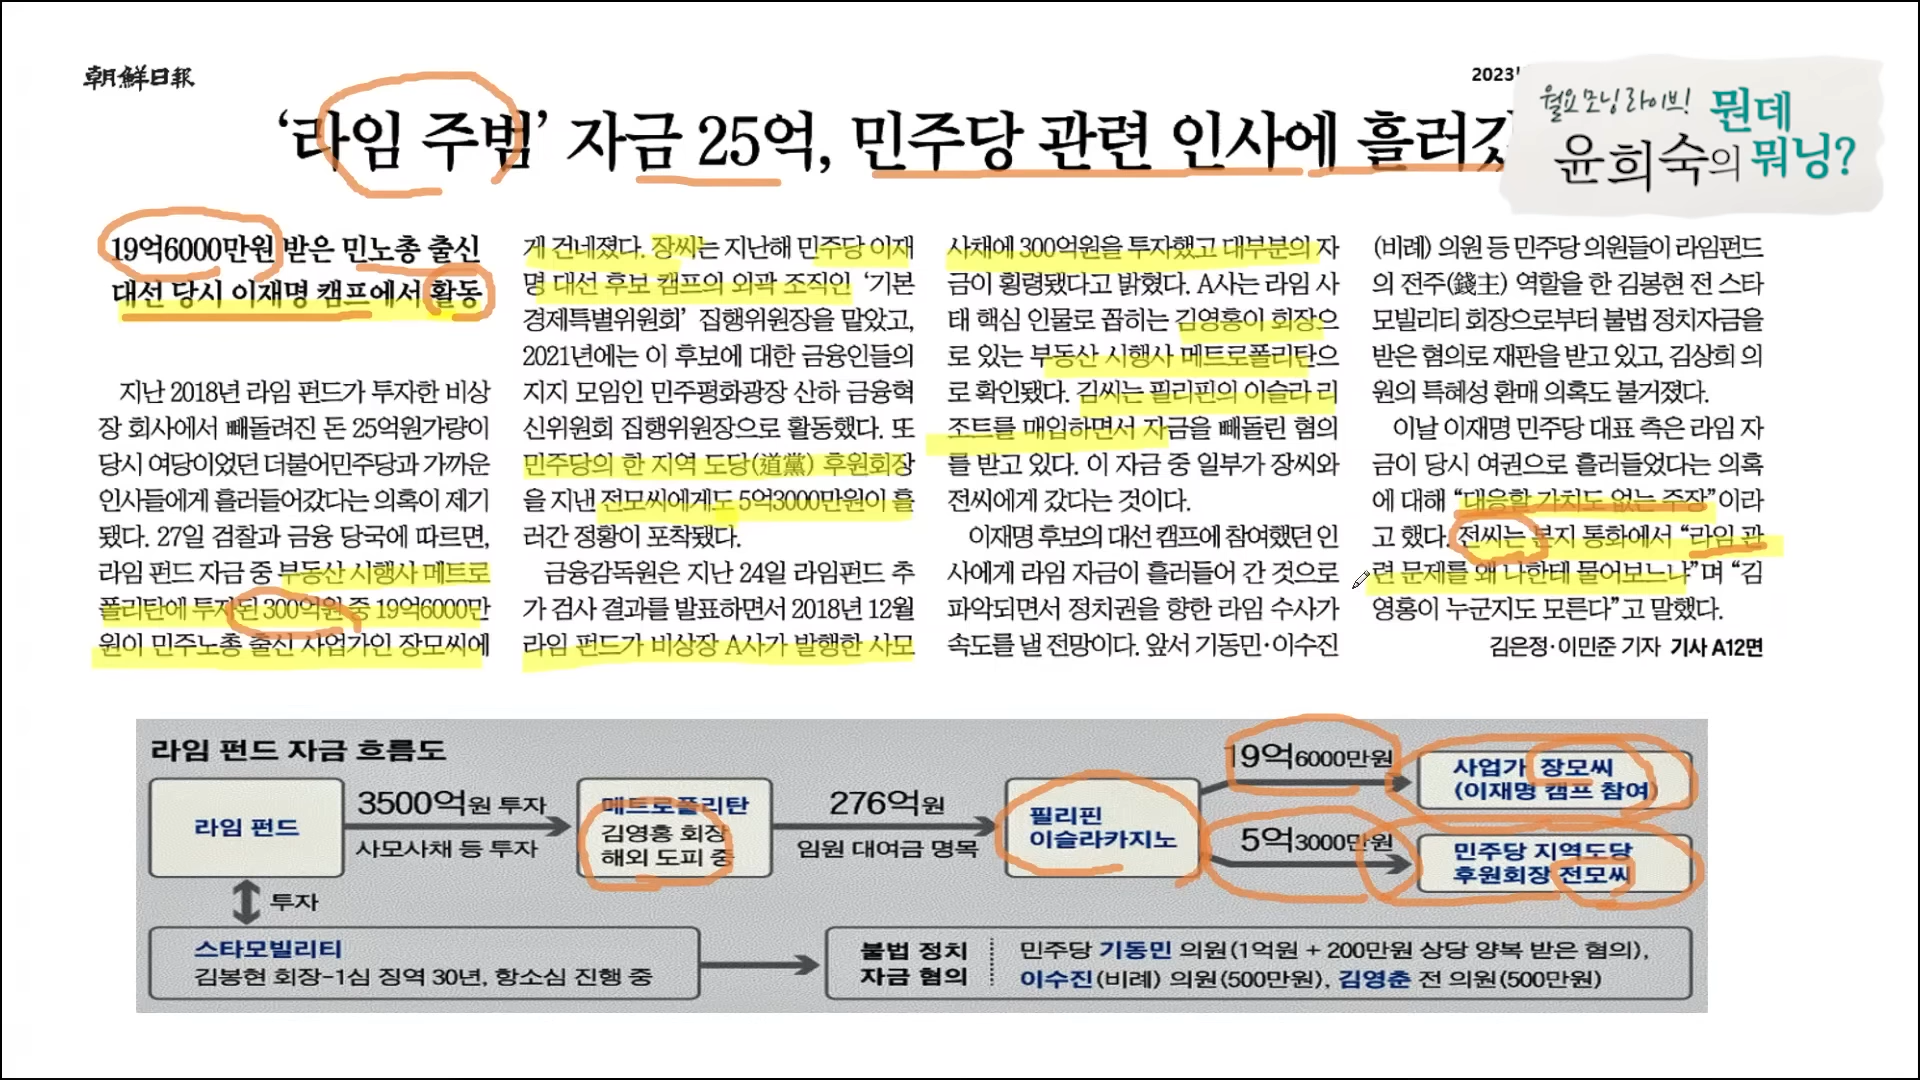 朝鮮日報
2023
월요 모닝 라이브!
뭔데
윤희숙의 뭐닝?
‘라임 주범’ 자금 25억, 민주당 관련 인사에 흘러갔
19억6000만원 받은 민노총 출신
대선 당시 이재명 캠프에서 활동
지난 2018년 라임 펀드가 투자한 비상
장 회사에서 빼돌려진 돈 25억원가량이
당시 여당이었던 더불어민주당과 가까운
인사들에게 흘러들어갔다는 의혹이 제기
됐다. 27일 검찰과 금융 당국에 따르면,
라임 펀드 자금 중 부동산 시행사 메트로
폴리탄에 투자된 300억원 중 19억6000만
원이 민주노총 출신 사업가인 장모씨에
게 건네졌다. 장씨는 지난해 민주당 이재
명 대선 후보 캠프의 외곽 조직인 ‘기본
경제특별위원회’ 집행위원장을 맡았고,
2021년에는 이 후보에 대한 금융인들의
지지 모임인 민주평화광장 산하 금융혁
신위원회 집행위원장으로 활동했다. 또
민주당의 한 지역 도당(道黨) 후원회장
을 지낸 전모씨에게도 5억3000만원이 흘
러간 정황이 포착됐다.
금융감독원은 지난 24일 라임펀드 추
가 검사 결과를 발표하면서 2018년 12월
라임 펀드가 비상장 A사가 발행한 사모
사채에 300억원을 투자했고 대부분의 자
금이 횡령됐다고 밝혔다. A사는 라임 사
태 핵심 인물로 꼽히는 김영홍이 회장으
로 있는 부동산 시행사 메트로폴리탄으
로 확인됐다. 김씨는 필리핀의 이슬라 리
조트를 매입하면서 자금을 빼돌린 혐의
를 받고 있다. 이 자금 중 일부가 장씨와
전씨에게 갔다는 것이다.
이재명 후보의 대선 캠프에 참여했던 인
사에게 라임 자금이 흘러들어 간 것으로
파악되면서 정치권을 향한 라임 수사가
속도를 낼 전망이다. 앞서 기동민·이수진
(비례) 의원 등 민주당 의원들이 라임펀드
의 전주(錢主) 역할을 한 김봉현 전 스타
모빌리티 회장으로부터 불법 정치자금을
받은 혐의로 재판을 받고 있고, 김상희 의
원의 특혜성 환매 의혹도 불거졌다.
이날 이재명 민주당 대표 측은 라임 자
금이 당시 여권으로 흘러들었다는 의혹
에 대해 “대응할 가치도 없는 주장”이라
고 했다. 전씨는 본지 통화에서 “라임 관
련 문제를 왜 나한테 물어보느냐”며 “김
영홍이 누군지도 모른다”고 말했다.
김은정·이민준 기자 기사 A12면
라임 펀드 자금 흐름도
라임 펀드
3500억원 투자
사모사채 등 투자
메트로폴리탄
김영홍 회장
해외 도피 중
276억원
임원 대여금 명목
필리핀
이슬라카지노
19억6000만원
사업가 장모씨
(이재명 캠프 참여)
5억3000만원
민주당 지역도당
후원회장 전모씨
투자
스타모빌리티
김봉현 회장-1심 징역 30년, 항소심 진행 중
불법 정치
자금 혐의
민주당 기동민 의원(1억원 + 200만원 상당 양복 받은 혐의),
이수진(비례) 의원(500만원), 김영춘 전 의원(500만원)